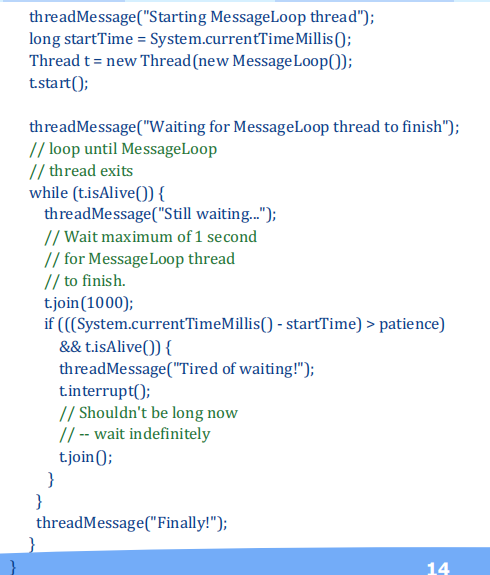 threadMessage("Starting MessageLoop thread");
long startTime = System.currentTimeMillis();
Thread t = new Thread(new MessageLoop());
t.start();
threadMessage("Waiting for MessageLoop thread to finish");
// loop until MessageLoop
// thread exits
while (t.isAlive()) {
threadMessage("Still waiting...");
// Wait maximum of 1 second
// for MessageLoop thread
// to finish.
t.join(1000);
if (((System.currentTimeMillis() - startTime) > patience)
&& t.isAlive()) {
threadMessage("Tired of waiting!");
t.interrupt();
// Shouldn't be long now
// -- wait indefinitely
t.join();
}
}
threadMessage("Finally!");
}
}
14